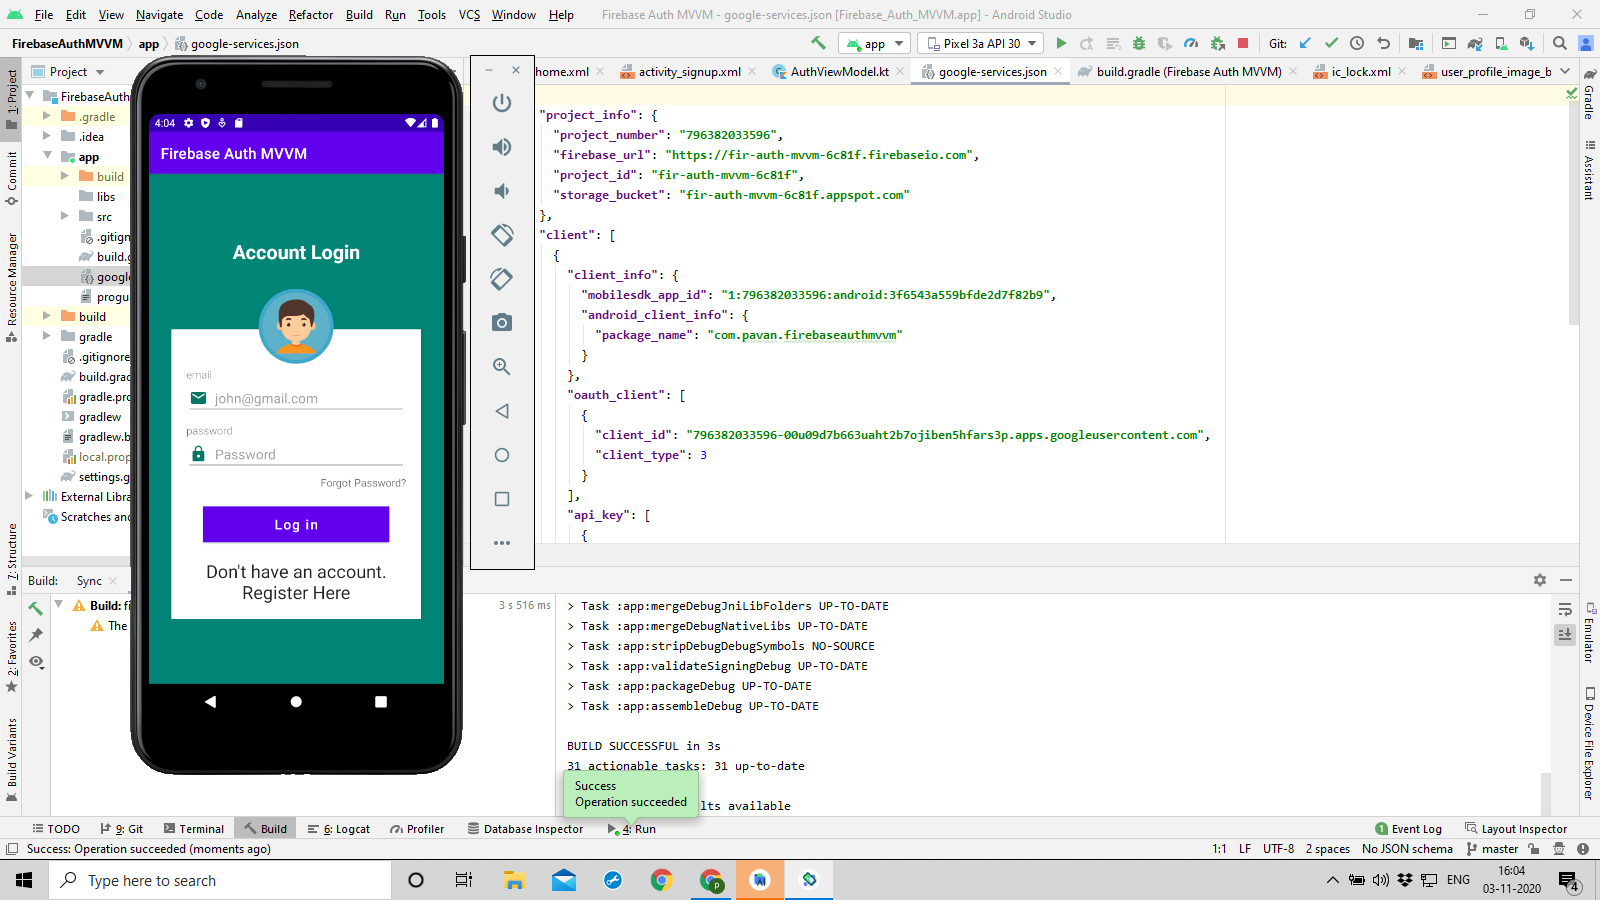 File Edit View Navigate Code Analyze Refactor Build Run Tools VCS Window Help Firebase Auth MVVM - google-services.json [Firebase_Auth_MVVM.app] - Android Studio
FirebaseAuthMVVM app google-services.json app Pixel 3a API 30 Git:
Project home.xml activity_signup.xml AuthViewModel.kt google-services.json build.gradle (Firebase Auth MVVM) ic_lock.xml user_profile_image_b
1: Project
Commit
Resource Manager
7: Structure
2: Favorites
Build Variants
FirebaseAuth
.gradle
.idea
app
build
libs
src
.gitign
build.g
google
progua
build
gradle
.gitignore
build.grad
gradle.pro
gradlew
gradlew.b
local.prop
settings.g
External Libra
Scratches and
4:04
Firebase Auth MVVM
Account Login
email
john@gmail.com
password
Password
Forgot Password?
Log in
Don't have an account.
Register Here
"project_info": {
"project_number": "796382033596",
"firebase_url": "https://fir-auth-mvvm-6c81f.firebaseio.com",
"project_id": "fir-auth-mvvm-6c81f",
"storage_bucket": "fir-auth-mvvm-6c81f.appspot.com"
},
"client": [
{
"client_info": {
"mobilesdk_app_id": "1:796382033596:android:3f6543a559bfde2d7f82b9",
"android_client_info": {
"package_name": "com.pavan.firebaseauthmvvm"
}
},
"oauth_client": [
{
"client_id": "796382033596-00u09d7b663uaht2b7ojiben5hfars3p.apps.googleusercontent.com",
"client_type": 3
}
],
"api_key": [
{
Gradle
Assistant
Emulator
Device File Explorer
Build: Sync
Build: fi 3 s 516 ms
The
> Task :app:mergeDebugJniLibFolders UP-TO-DATE
> Task :app:mergeDebugNativeLibs UP-TO-DATE
> Task :app:stripDebugDebugSymbols NO-SOURCE
> Task :app:validateSigningDebug UP-TO-DATE
> Task :app:packageDebug UP-TO-DATE
> Task :app:assembleDebug UP-TO-DATE
BUILD SUCCESSFUL in 3s
31 actionable tasks: 31 up-to-date
lts available
Success
Operation succeeded
TODO 9: Git Terminal Build 6: Logcat Profiler Database Inspector 4: Run 1 Event Log Layout Inspector
Success: Operation succeeded (moments ago) 1:1 LF UTF-8 2 spaces No JSON schema master
Type here to search p ENG 16:04
03-11-2020 4